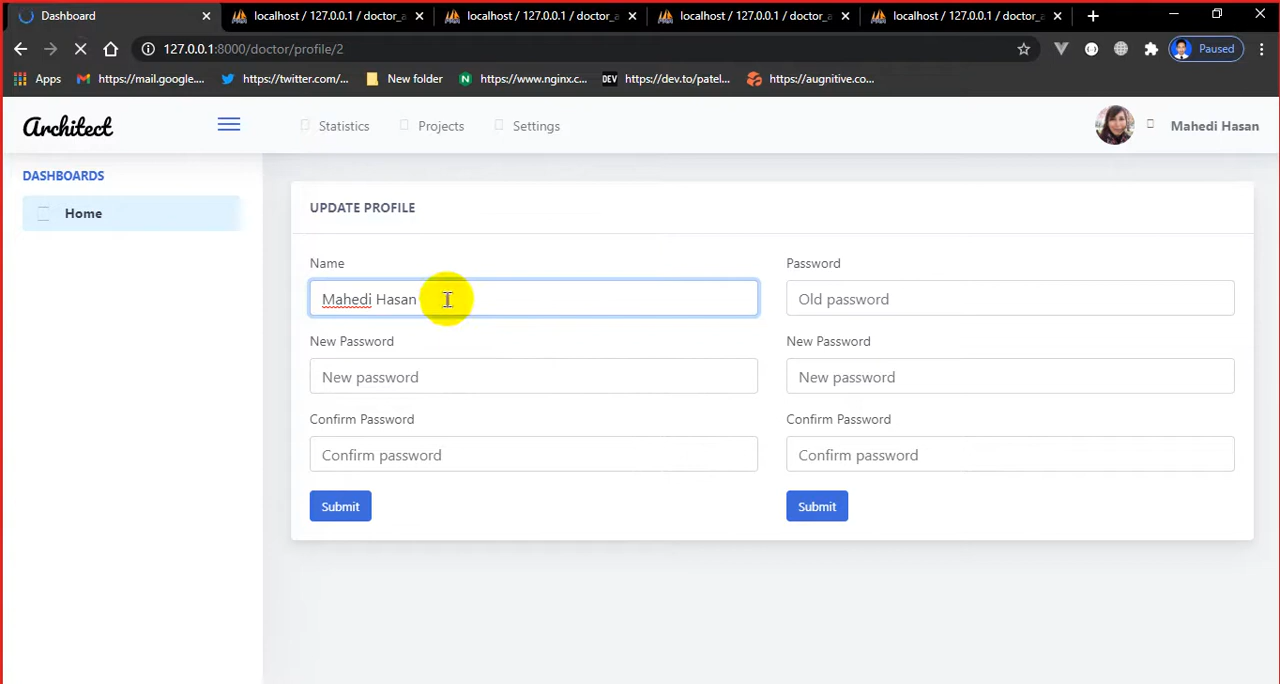 Dashboard
localhost / 127.0.0.1 / doctor_a
localhost / 127.0.0.1 / doctor_a
localhost / 127.0.0.1 / doctor_a
localhost / 127.0.0.1 / doctor_a
127.0.0.1:8000/doctor/profile/2
Paused
Apps
https://mail.google....
https://twitter.com/...
New folder
https://www.nginx.c...
DEV
https://dev.to/patel...
https://augnitive.co...
Architect
Statistics
Projects
Settings
Mahedi Hasan
DASHBOARDS
Home
UPDATE PROFILE
Name
Password
Mahedi Hasan
Old password
New Password
New Password
New password
New password
Confirm Password
Confirm Password
Confirm password
Confirm password
Submit
Submit